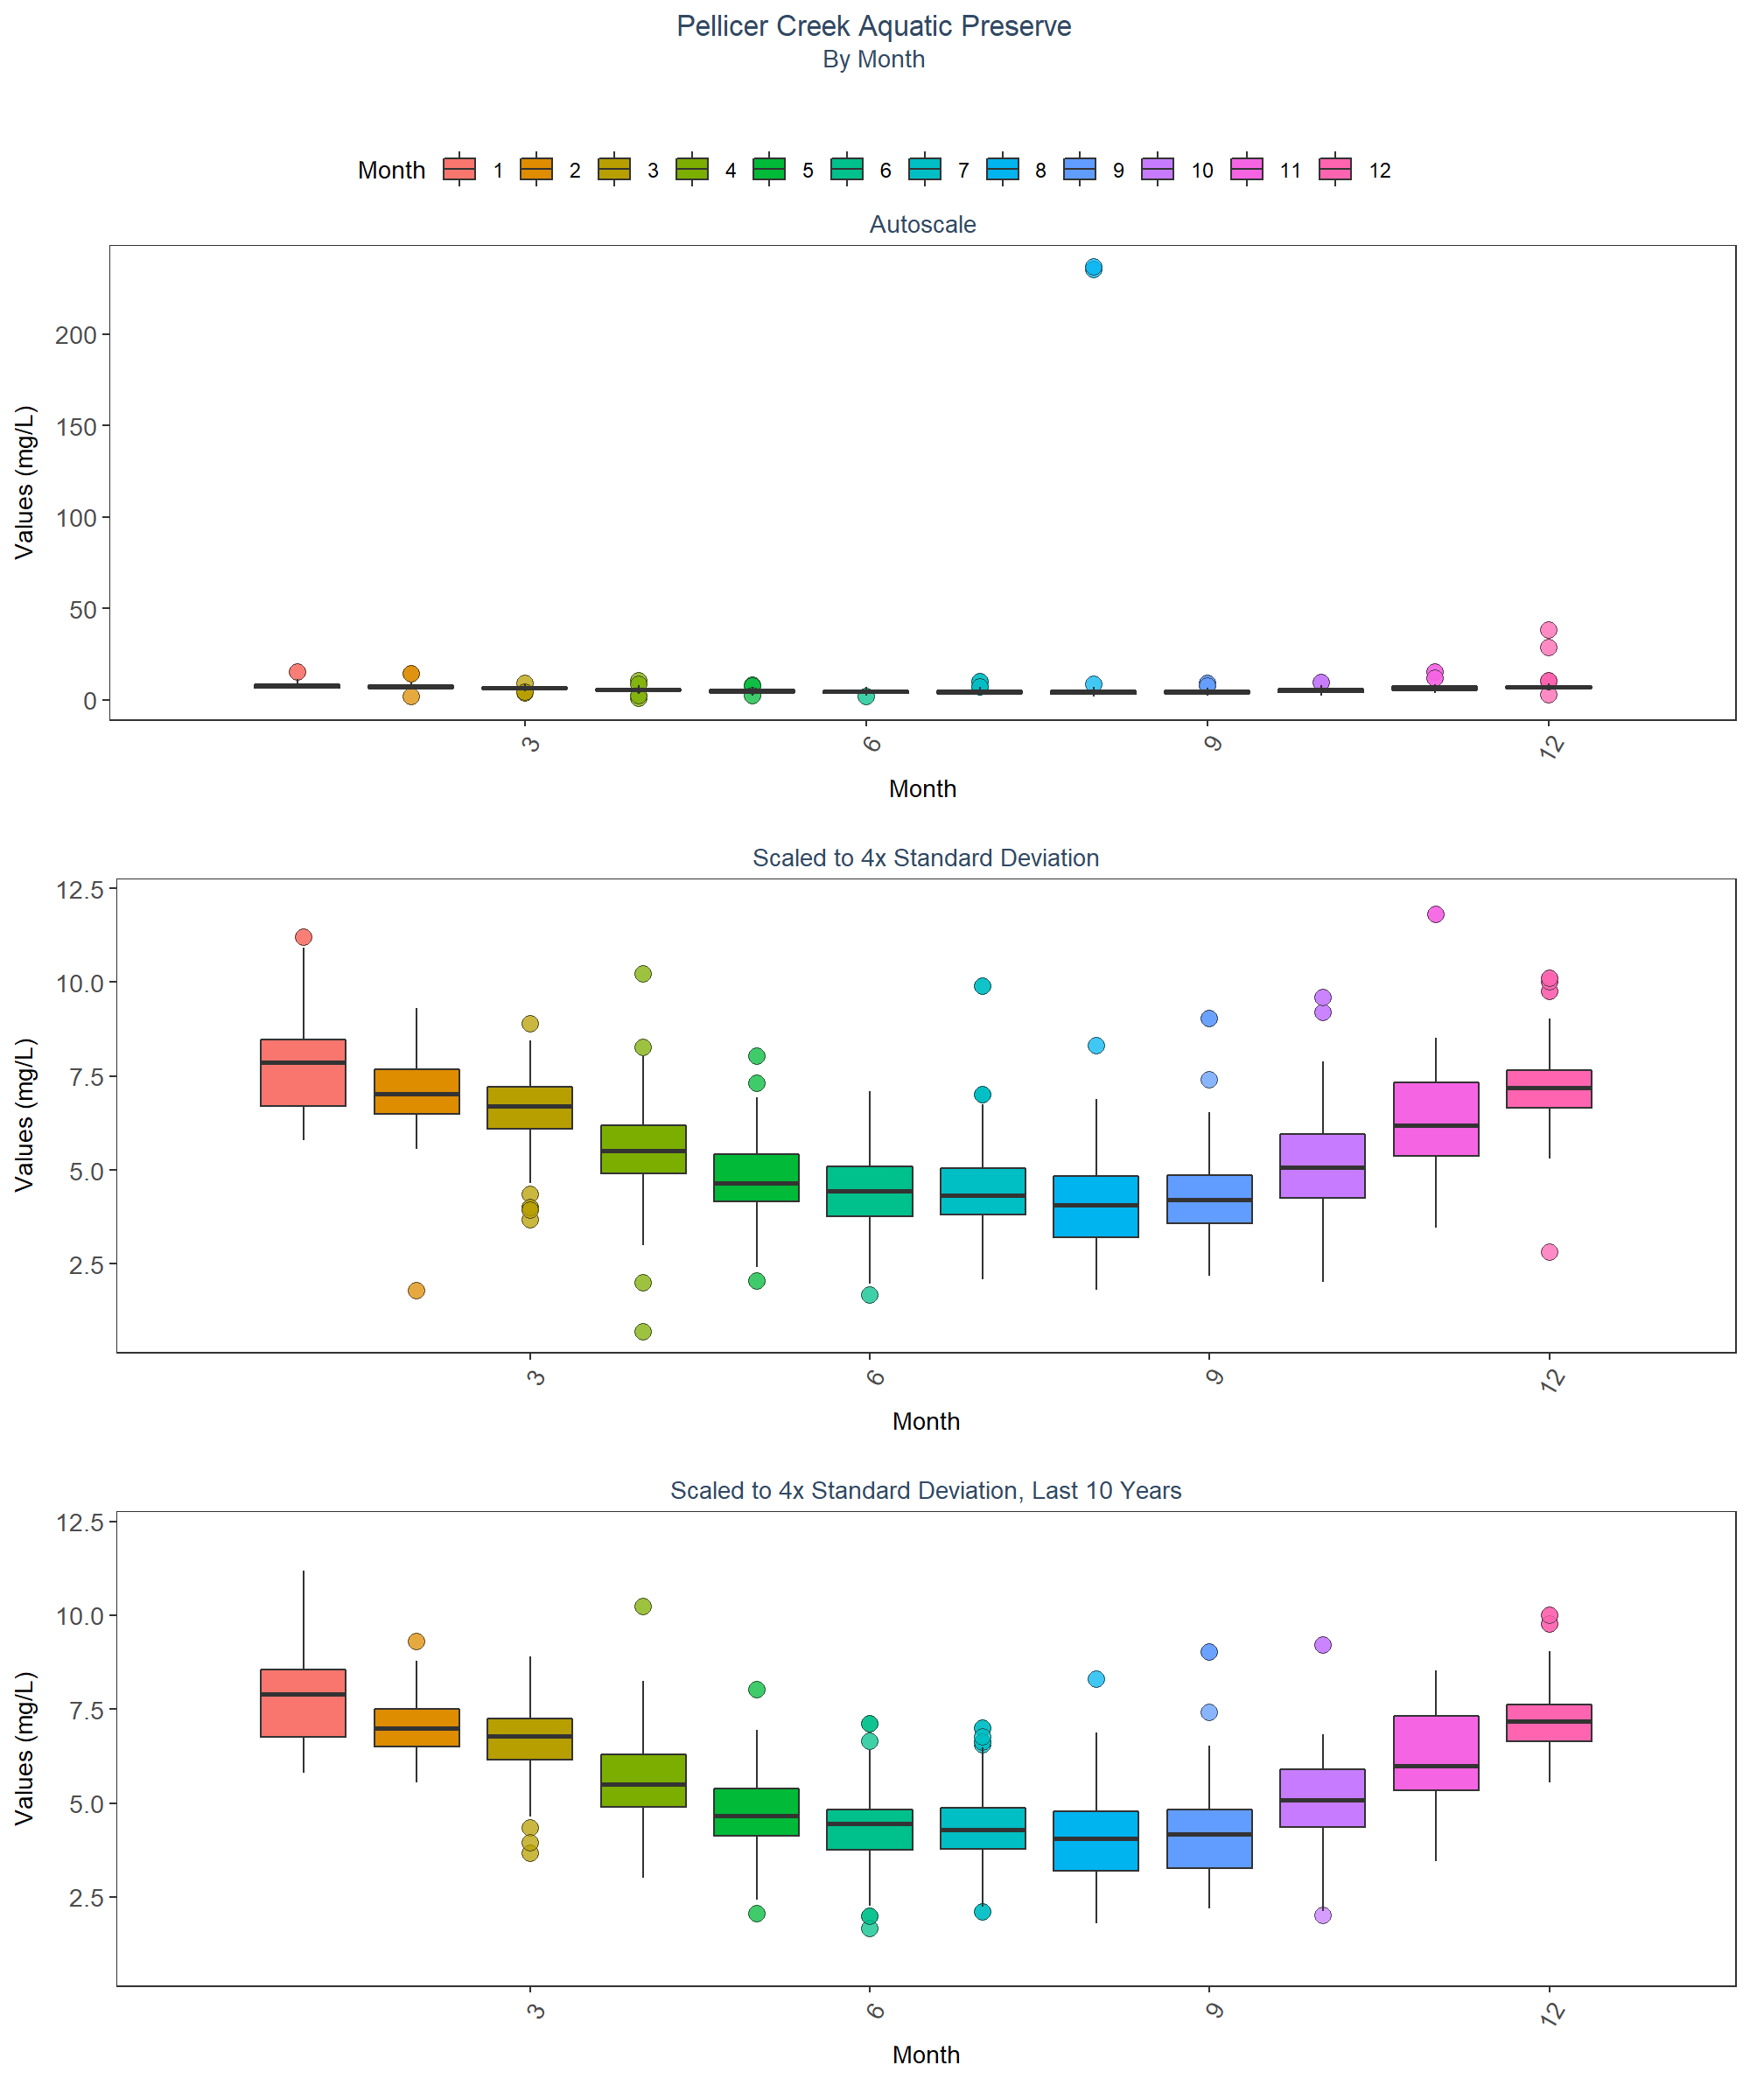 Pellicer Creek Aquatic Preserve
By Month
Month 1 2 3 4 5 6 7 8 9 10 11 12
Autoscale
Values (mg/L)
200
150
100
50
0
3 6 9 12
Month
Scaled to 4x Standard Deviation
Values (mg/L)
12.5
10.0
7.5
5.0
2.5
3 6 9 12
Month
Scaled to 4x Standard Deviation, Last 10 Years
Values (mg/L)
12.5
10.0
7.5
5.0
2.5
3 6 9 12
Month